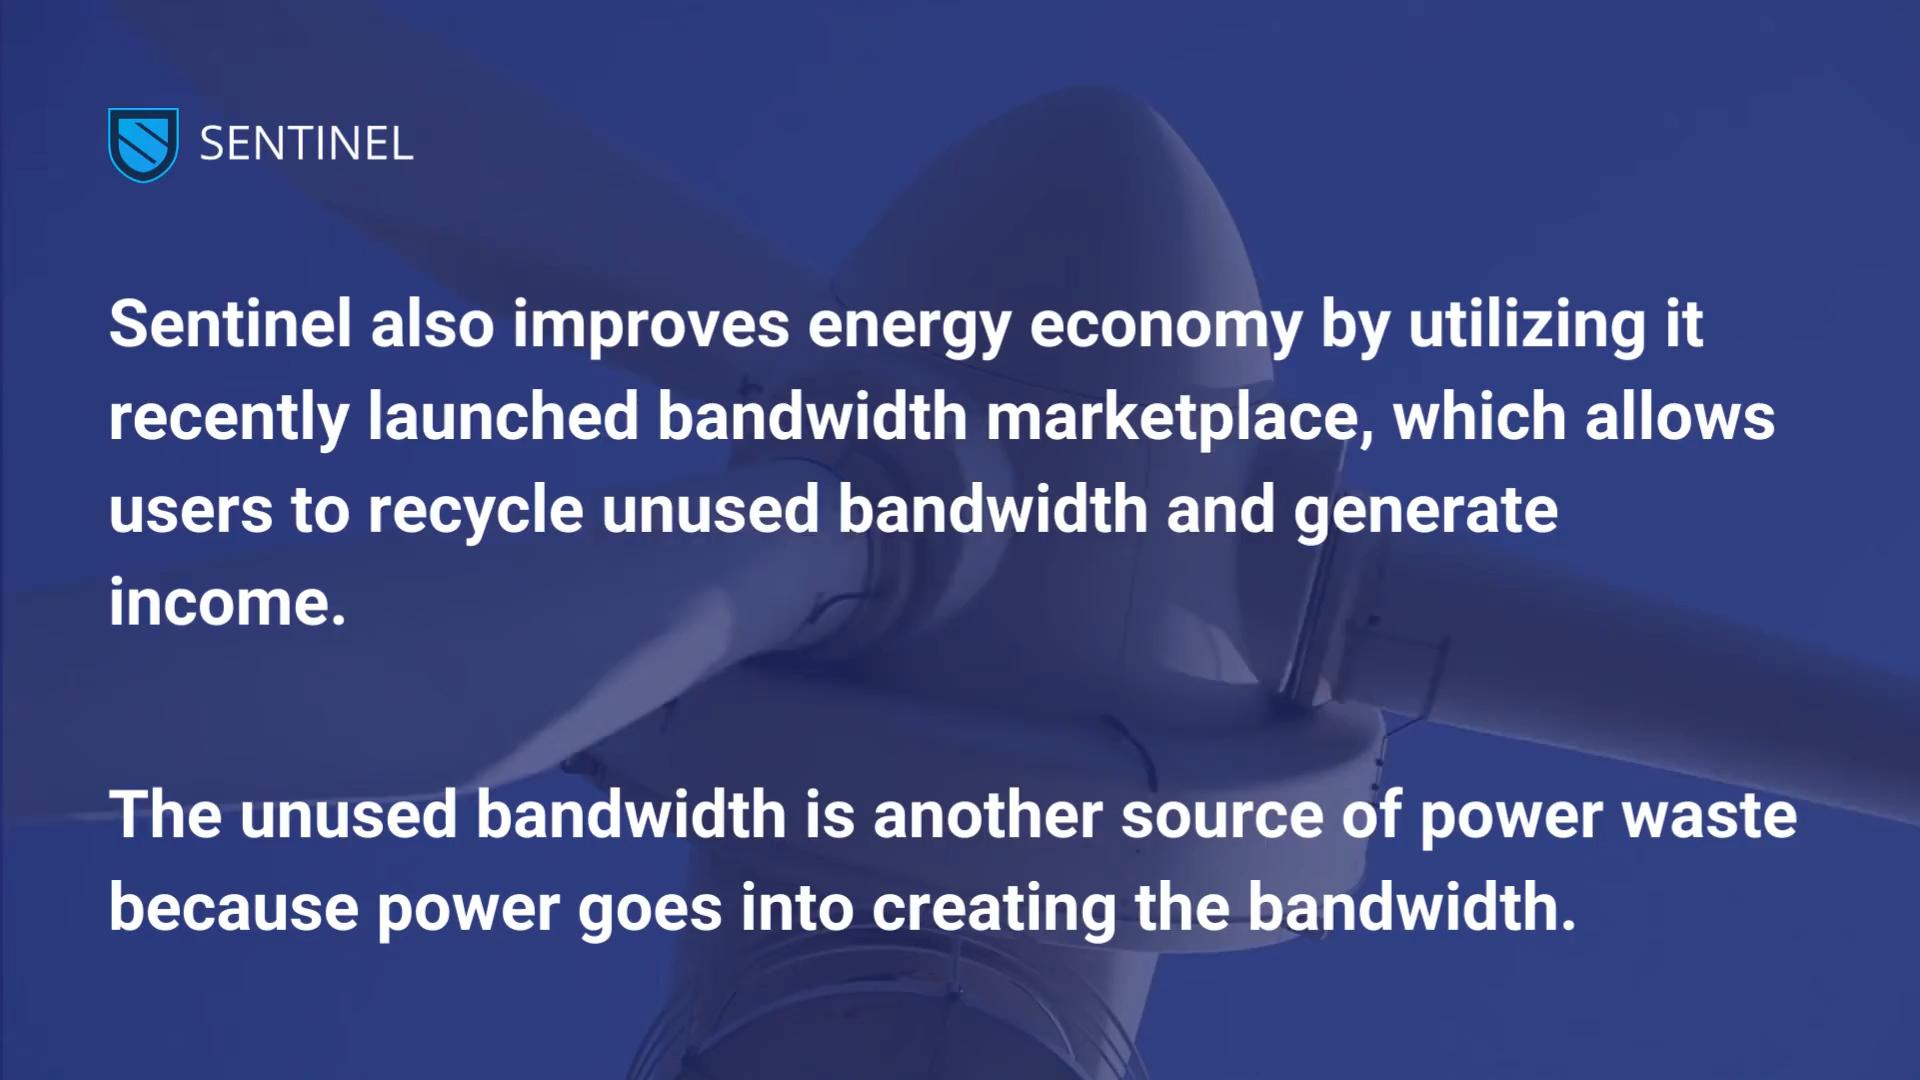 SENTINEL
Sentinel also improves energy economy by utilizing it
recently launched bandwidth marketplace, which allows
users to recycle unused bandwidth and generate
income.
The unused bandwidth is another source of power waste
because power goes into creating the bandwidth.